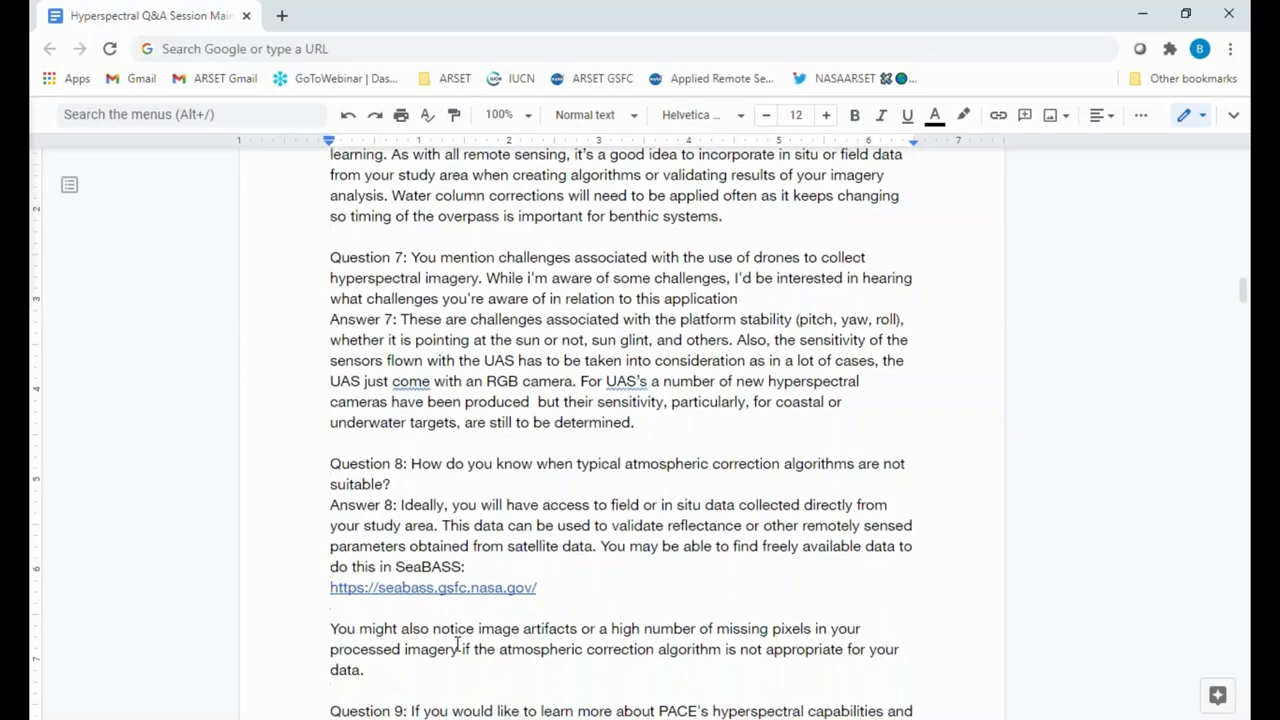 Hyperspectral Q&A Session Main
Search Google or type a URL
B
Apps Gmail ARSET Gmail GoToWebinar | Das... ARSET IUCN ARSET GSFC Applied Remote Se... NASAARSET Other bookmarks
Search the menus (Alt+/) 100% Normal text Helvetica ... 12 B I U A
1 1 2 3 4 5 6 7
learning. As with all remote sensing, it's a good idea to incorporate in situ or field data
from your study area when creating algorithms or validating results of your imagery
analysis. Water column corrections will need to be applied often as it keeps changing
so timing of the overpass is important for benthic systems.
Question 7: You mention challenges associated with the use of drones to collect
hyperspectral imagery. While i'm aware of some challenges, I'd be interested in hearing
what challenges you're aware of in relation to this application
Answer 7: These are challenges associated with the platform stability (pitch, yaw, roll),
whether it is pointing at the sun or not, sun glint, and others. Also, the sensitivity of the
sensors flown with the UAS has to be taken into consideration as in a lot of cases, the
UAS just come with an RGB camera. For UAS's a number of new hyperspectral
cameras have been produced but their sensitivity, particularly, for coastal or
underwater targets, are still to be determined.
Question 8: How do you know when typical atmospheric correction algorithms are not
suitable?
Answer 8: Ideally, you will have access to field or in situ data collected directly from
your study area. This data can be used to validate reflectance or other remotely sensed
parameters obtained from satellite data. You may be able to find freely available data to
do this in SeaBASS:
https://seabass.gsfc.nasa.gov/
You might also notice image artifacts or a high number of missing pixels in your
processed imagery if the atmospheric correction algorithm is not appropriate for your
data.
Question 9: If you would like to learn more about PACE's hyperspectral capabilities and
2
3
4
5
6
7